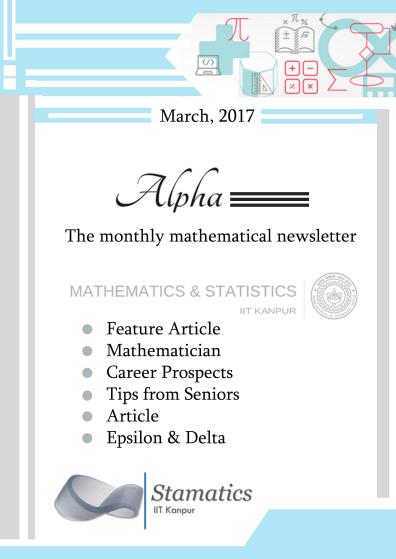 March, 2017
Alpha
The monthly mathematical newsletter
MATHEMATICS & STATISTICS
IIT KANPUR
Feature Article
Mathematician
Career Prospects
Tips from Seniors
Article
Epsilon & Delta
Stamatics
IIT Kanpur